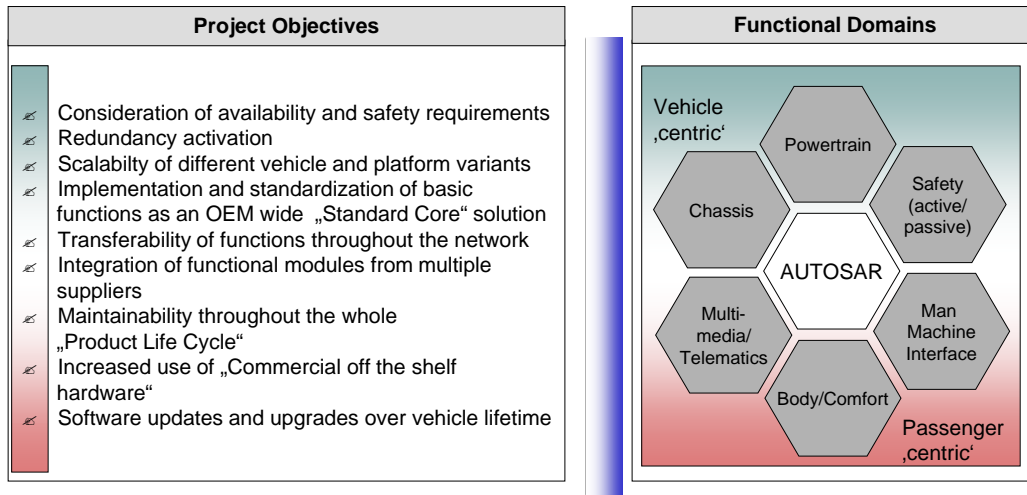 Project Objectives
Consideration of availability and safety requirements
Redundancy activation
Scalabilty of different vehicle and platform variants
Implementation and standardization of basic
functions as an OEM wide „Standard Core“ solution
Transferability of functions throughout the network
Integration of functional modules from multiple
suppliers
Maintainability throughout the whole
„Product Life Cycle“
Increased use of „Commercial off the shelf
hardware“
Software updates and upgrades over vehicle lifetime
Functional Domains
Vehicle
‚centric‘
Powertrain
Chassis
Safety
(active/
passive)
AUTOSAR
Multi-
media/
Telematics
Man
Machine
Interface
Body/Comfort
Passenger
‚centric‘